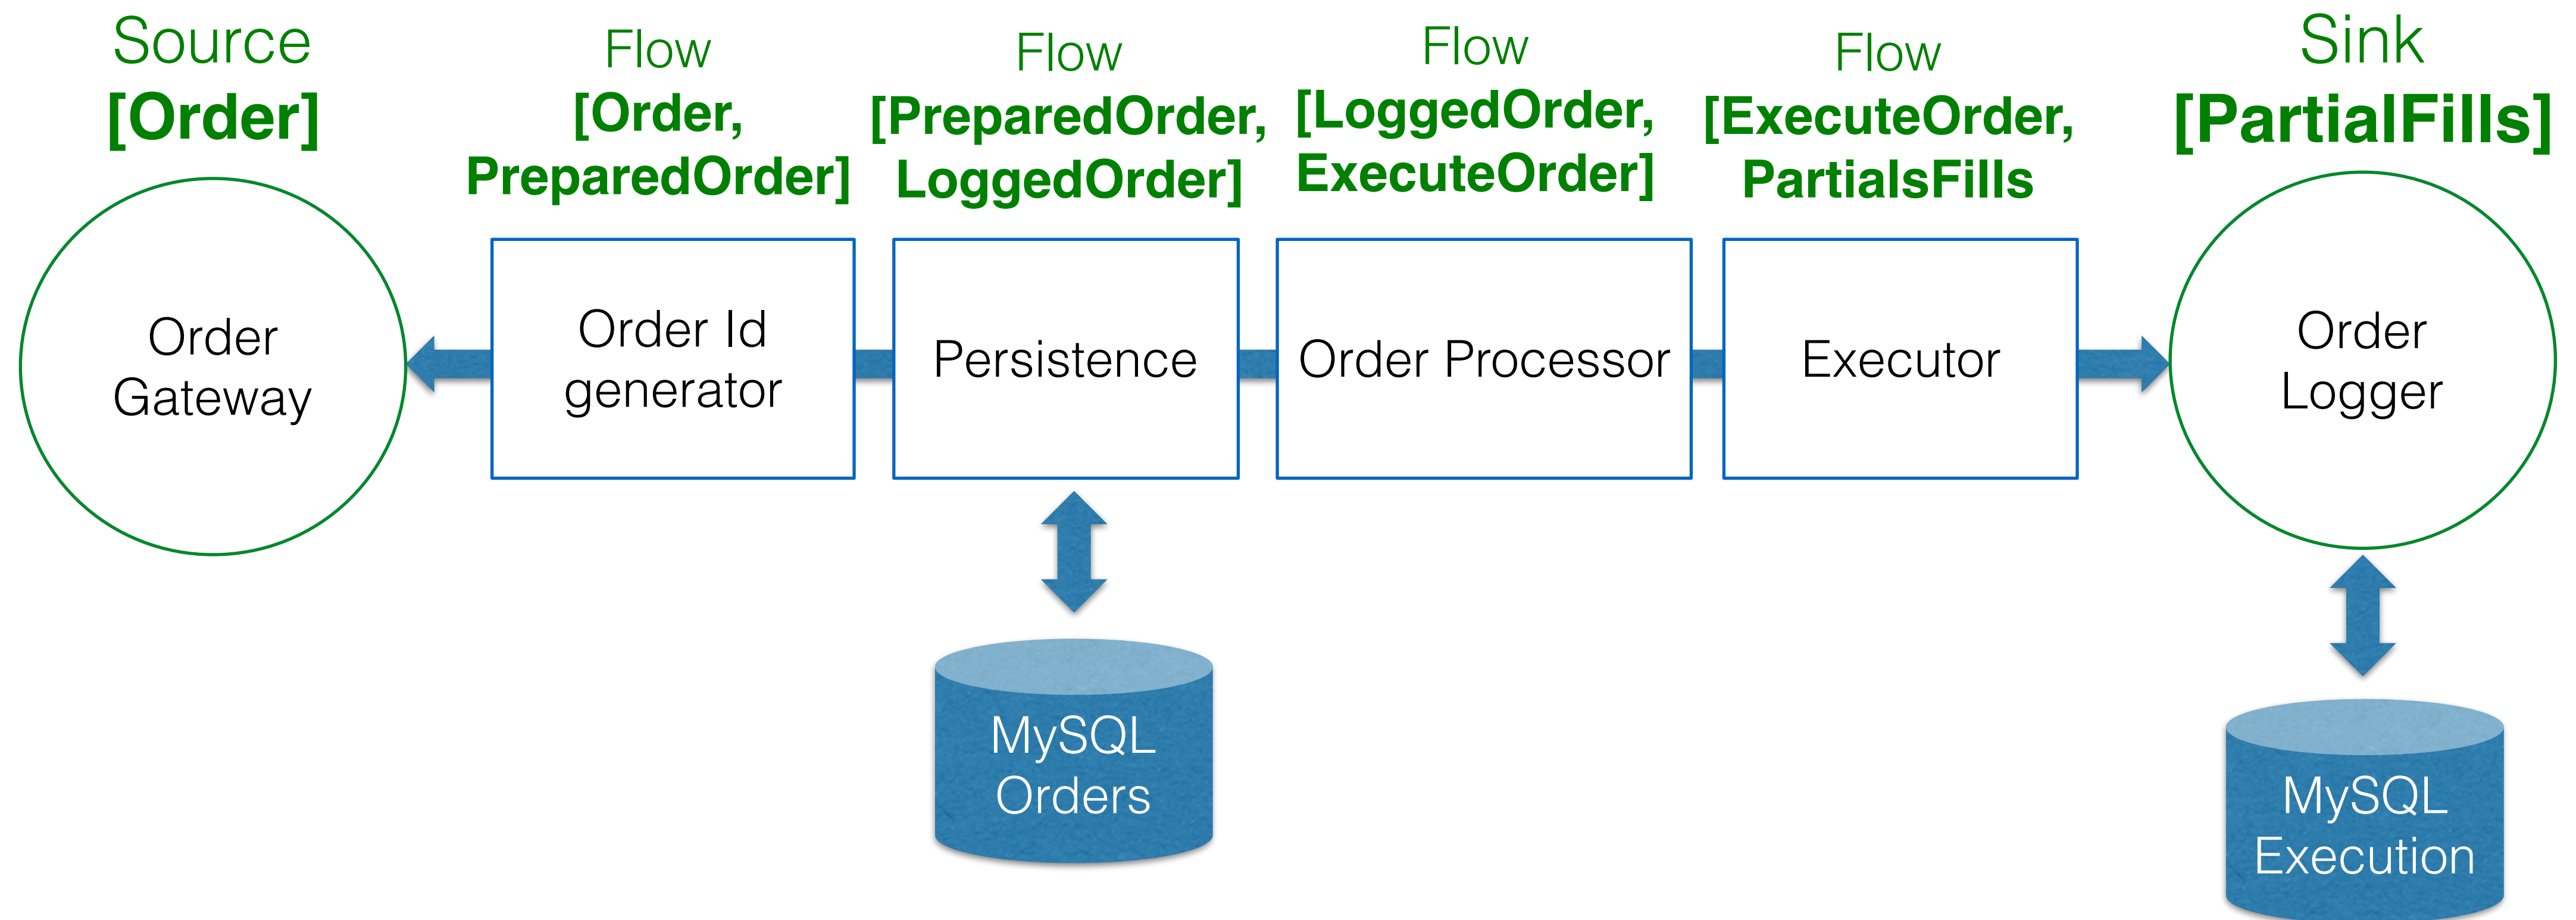 Source
[Order]
Flow
[Order,
PreparedOrder]
Flow
[PreparedOrder,
LoggedOrder]
Flow
[LoggedOrder,
ExecuteOrder]
Flow
[ExecuteOrder,
PartialsFills
Sink
[PartialFills]
Order
Gateway
Order Id
generator
Persistence
Order Processor
Executor
Order
Logger
MySQL
Orders
MySQL
Execution